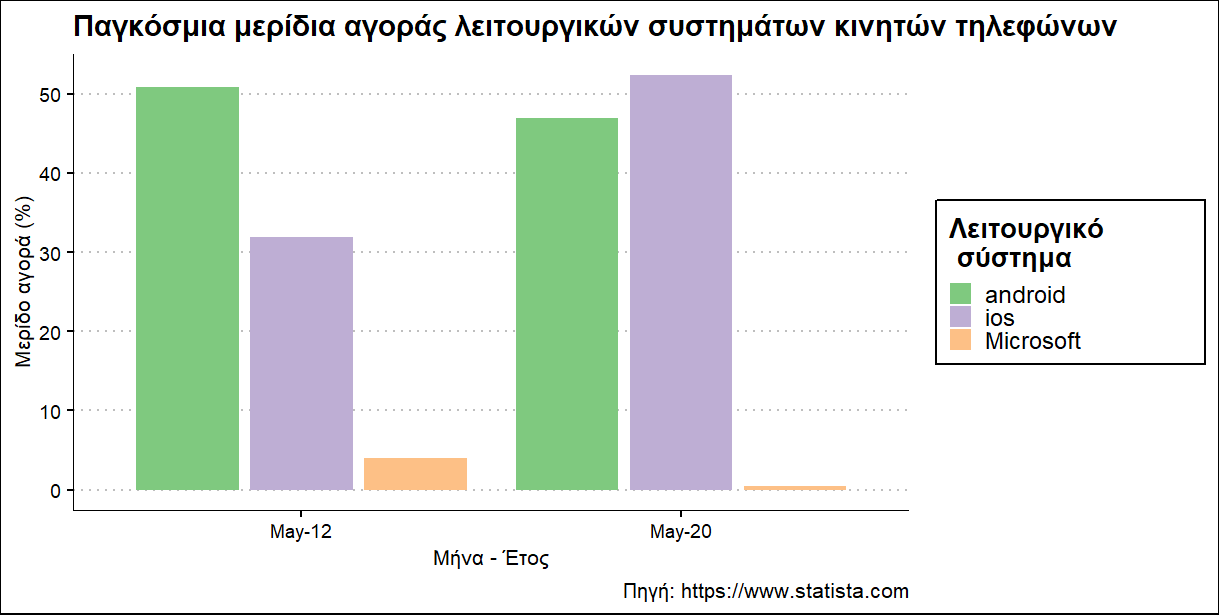 Παγκόσμια μερίδια αγοράς λειτουργικών συστημάτων κινητών τηλεφώνων
Μερίδο αγορά (%)
50
40
30
20
10
0
May-12
May-20
Μήνα - Έτος
Πηγή: https://www.statista.com
Λειτουργικό
σύστημα
android
ios
Microsoft